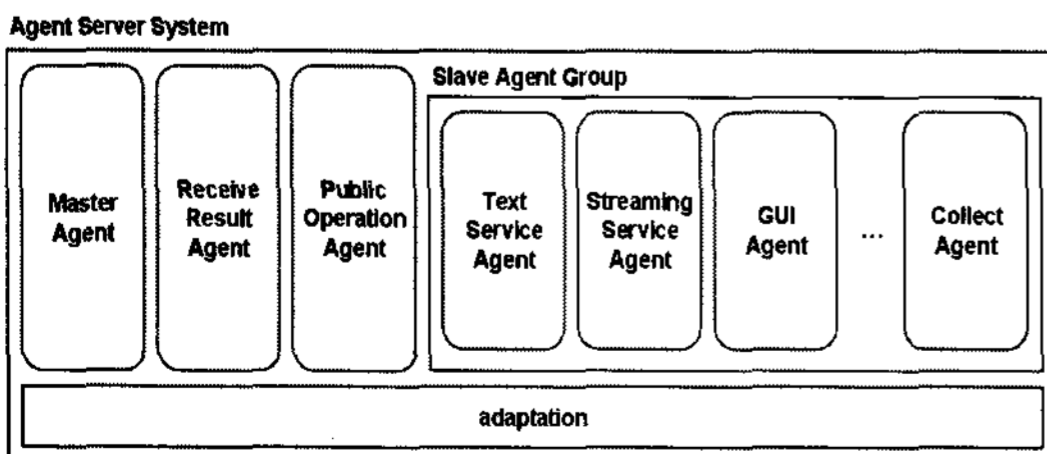 Agent Server System
Slave Agent Group
Master
Agent
Receive
Result
Agent
Public
Operation
Agent
Text
Service
Agent
Streaming
Service
Agent
GUI
Agent
...
Collect
Agent
adaptation